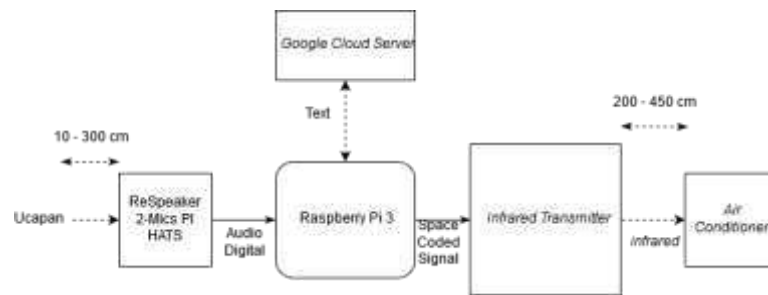 Google Cloud Server
Text
200 - 450 cm
10 - 300 cm
Ucapan
ReSpeaker
2-Mics PI
HATS
Audio
Digital
Raspberry Pi 3
Space
Coded
Signal
Infrared Transmitter
infrared
Air
Conditioner